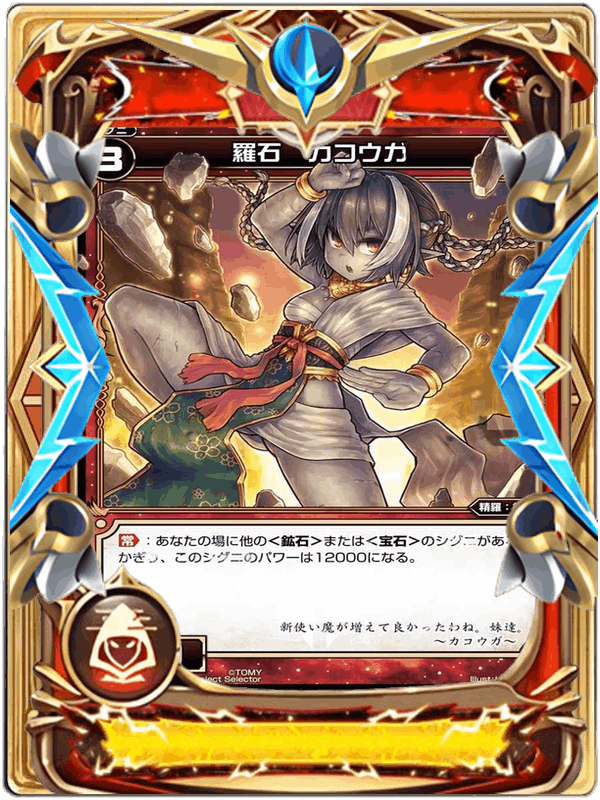 3
羅石 カコウガ
精羅：
常：あなたの場に他の<鉱石>または<宝石>のシグニがあ
かぎり、このシグニのパワーは12000になる。
新使い魔が増えて良かったわね。妹達。
～カコウガ～
©TOMY
ject Selector
Illust: